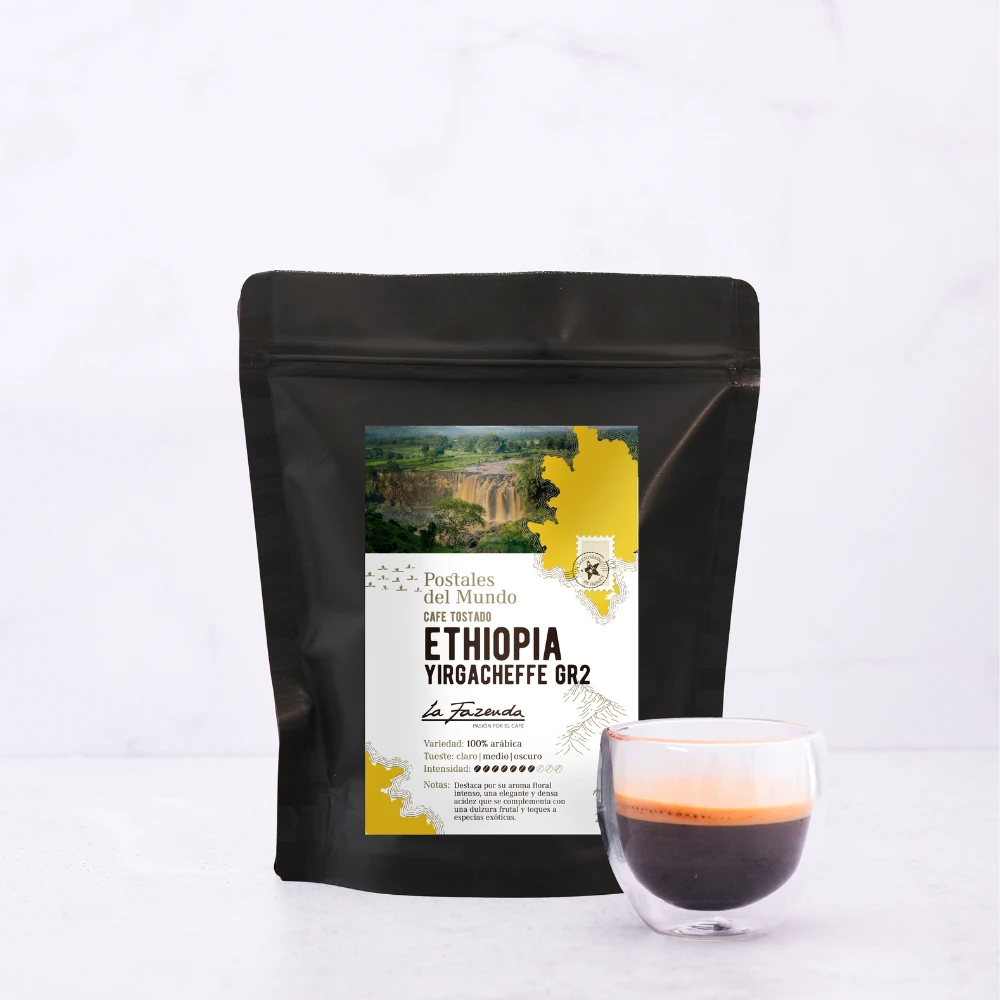 Postales
del Mundo
CAFE TOSTADO
ETHIOPIA
YIRGACHEFFE GR2
La Fazenda
PASIÓN POR EL CAFÉ
Variedad: 100% arábica
Tueste: claro|medio|oscuro
Intensidad:
Notas: Destaca por su aroma floral
intenso, una elegante y densa
acidez que se complementa con
una dulzura frutal y toques a
especias exóticas.